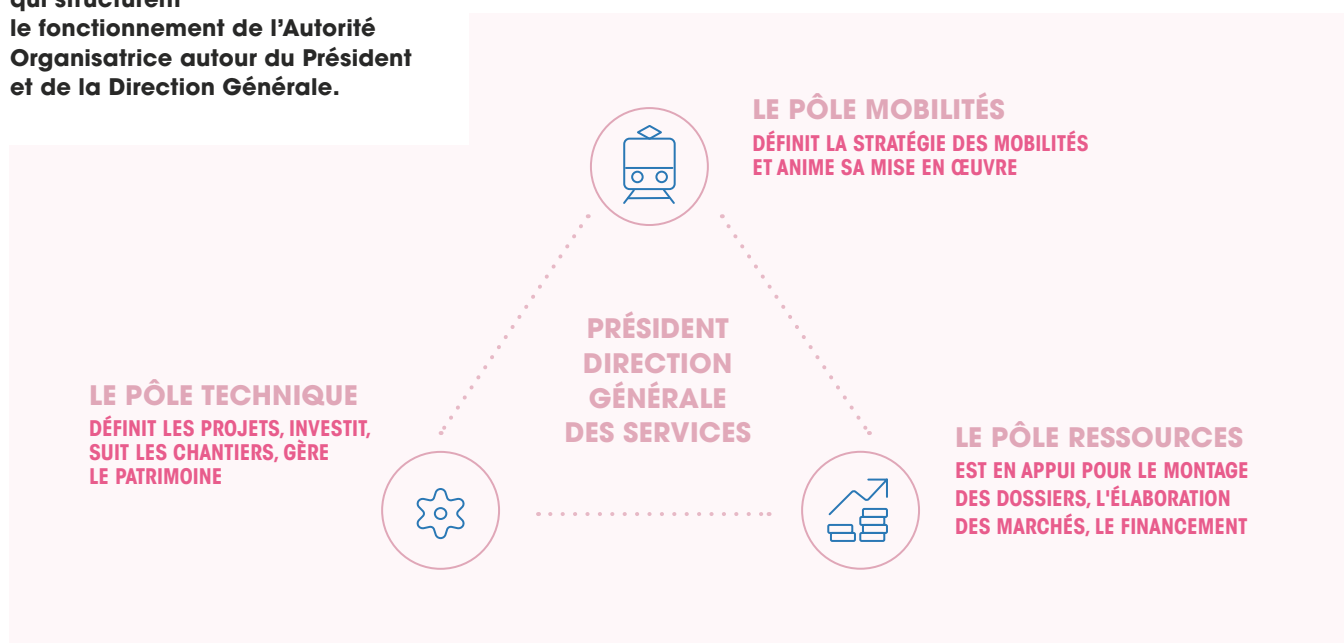 qui structurent
le fonctionnement de l’Autorité
Organisatrice autour du Président
et de la Direction Générale.
LE PÔLE MOBILITÉS
DÉFINIT LA STRATÉGIE DES MOBILITÉS
ET ANIME SA MISE EN ŒUVRE
PRÉSIDENT
DIRECTION
GÉNÉRALE
DES SERVICES
LE PÔLE TECHNIQUE
DÉFINIT LES PROJETS, INVESTIT,
SUIT LES CHANTIERS, GÈRE
LE PATRIMOINE
LE PÔLE RESSOURCES
EST EN APPUI POUR LE MONTAGE
DES DOSSIERS, L'ÉLABORATION
DES MARCHÉS, LE FINANCEMENT